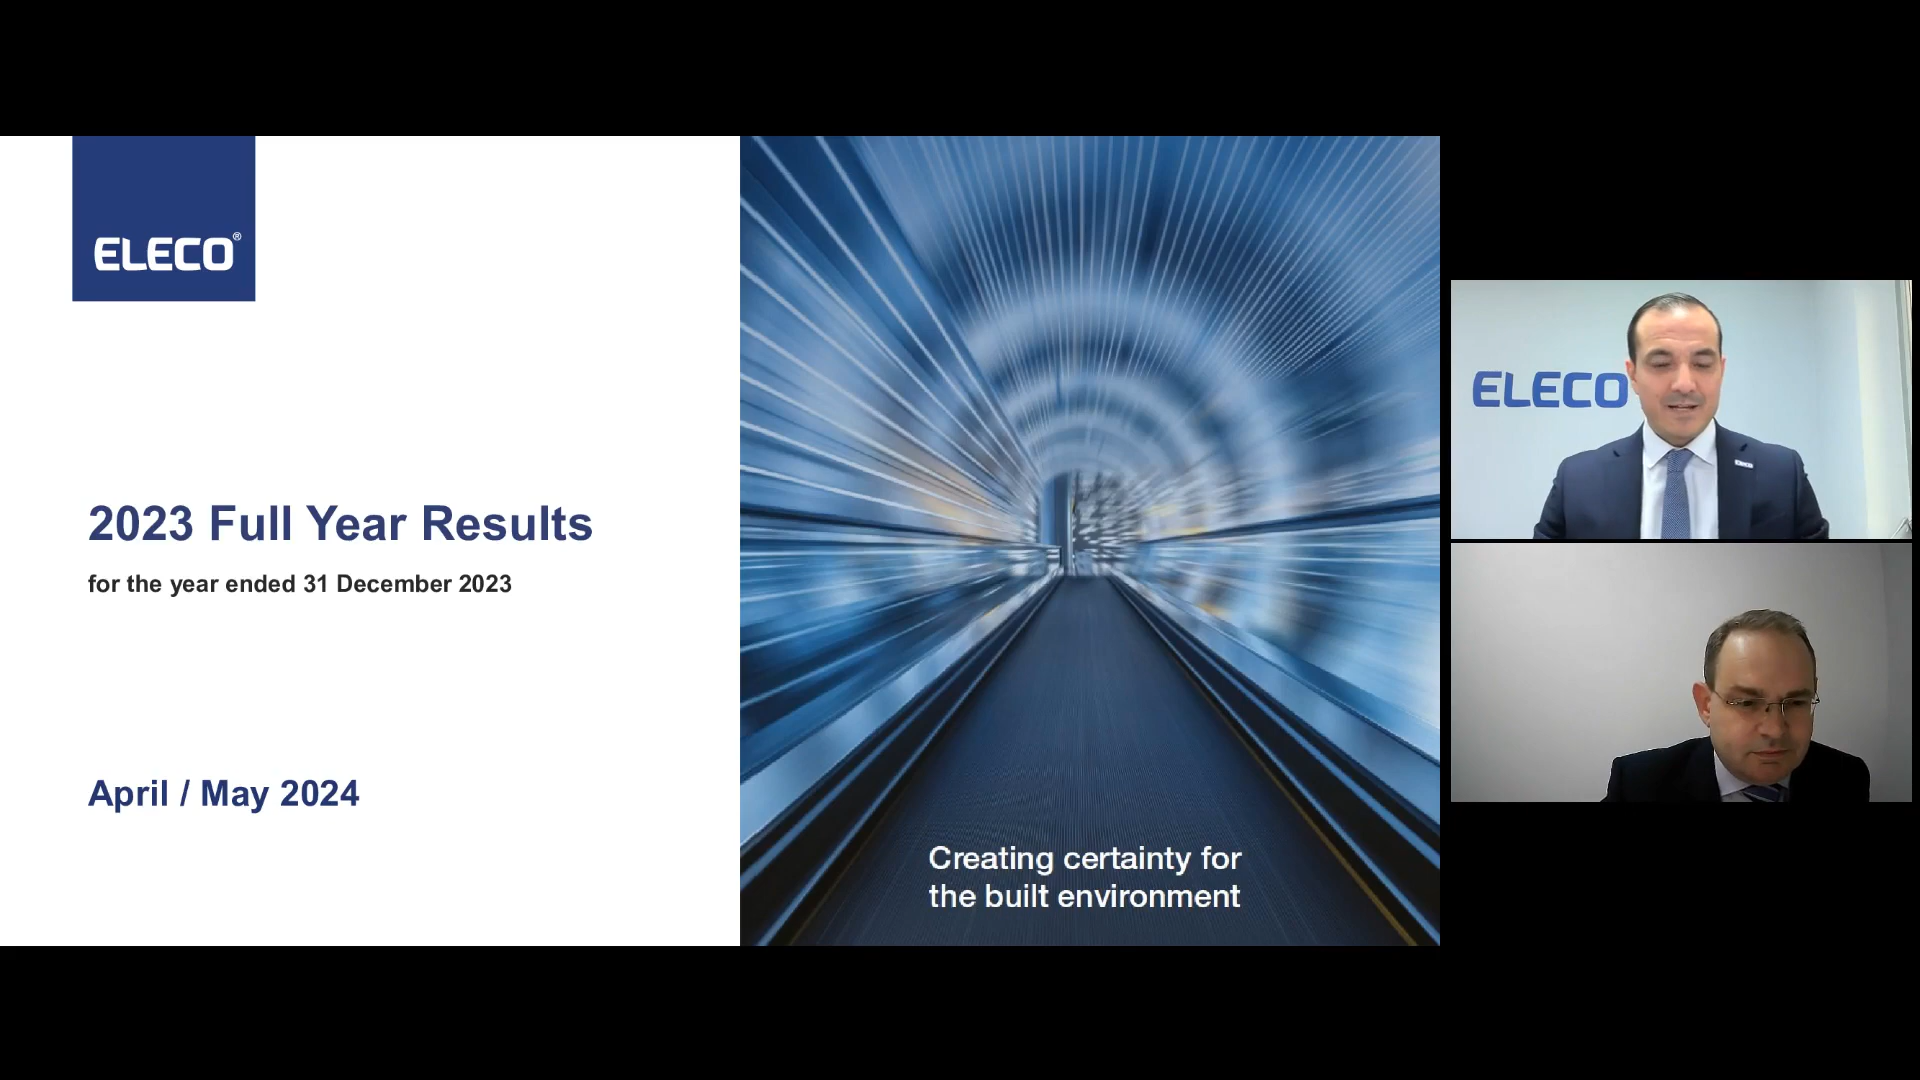 ELECO®
2023 Full Year Results
for the year ended 31 December 2023
April / May 2024
Creating certainty for
the built environment
ELECO
eleco